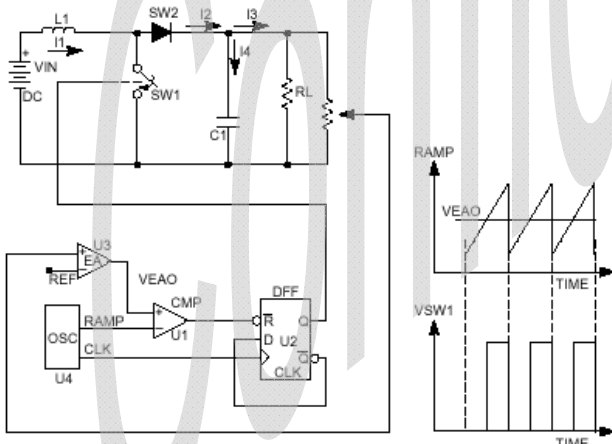 L1
SW2
I2
I3
I1
I4
VIN
DC
SW1
C1
RL
U3
EA
REF
VEAO
CMP
U1
DFF
R
Q
D
U2
Q
CLK
OSC
RAMP
CLK
U4
RAMP
VEAO
TIME
VSW1
TIME